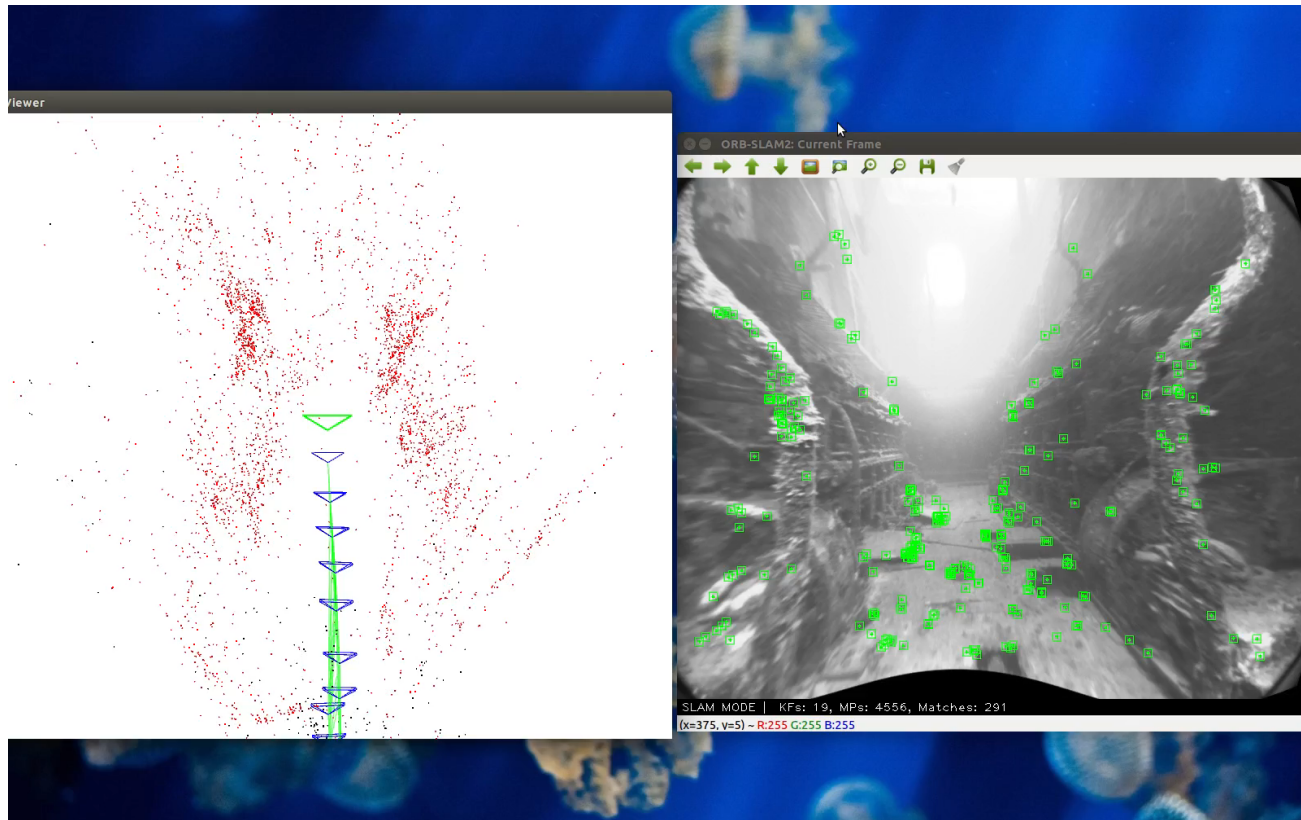 Viewer
ORB-SLAM2: Current Frame
SLAM MODE |  KFs: 19, MPs: 4556, Matches: 291
(x=375, y=5) ~ R:255 G:255 B:255